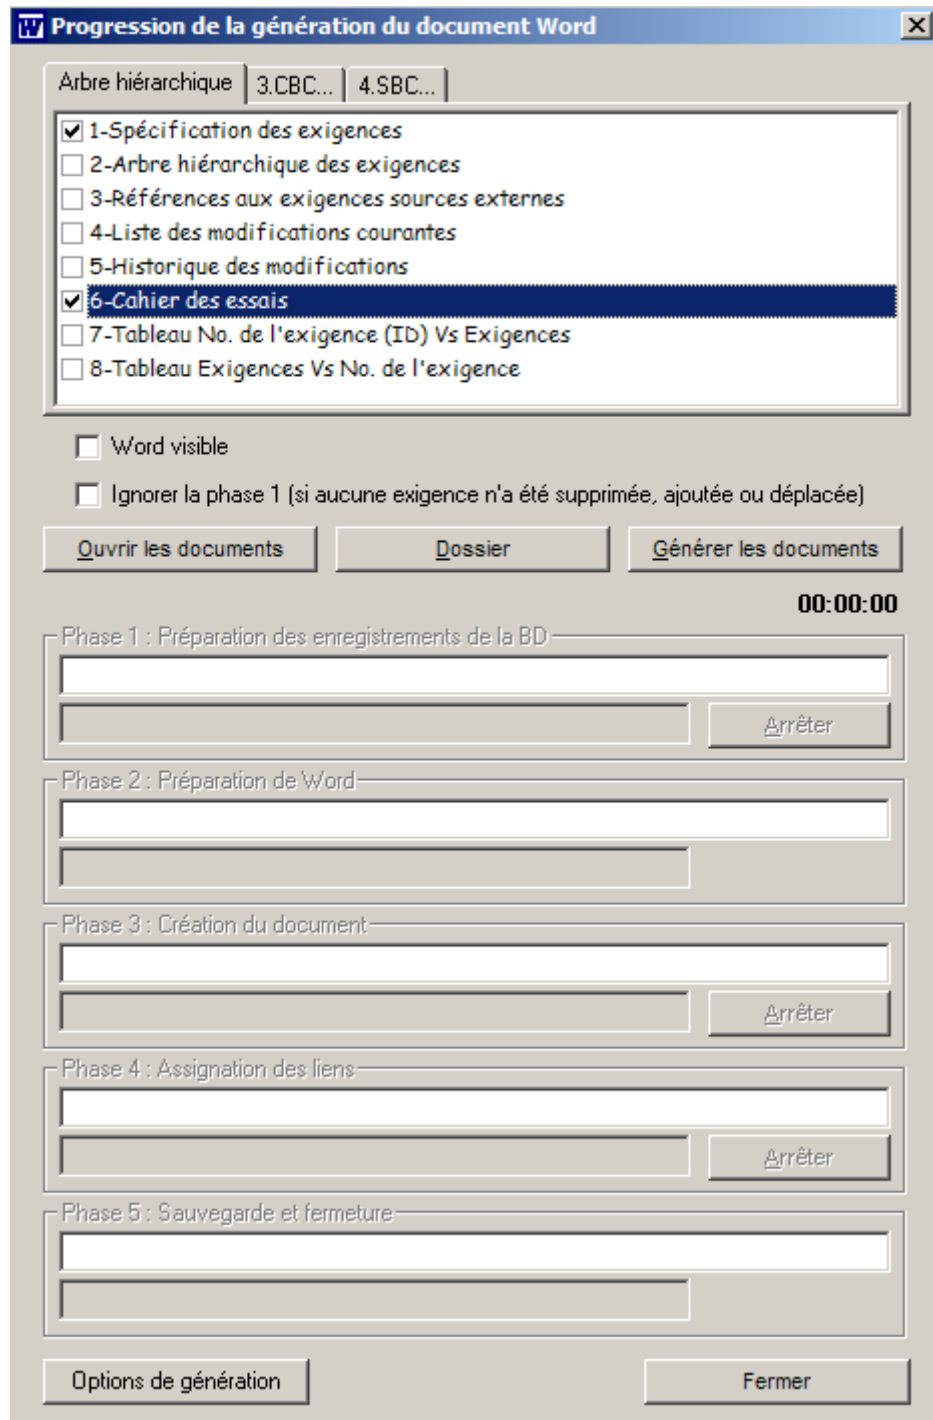 Progression de la génération du document Word
Arbre hiérarchique 3.CBC... 4.SBC...
1-Spécification des exigences
2-Arbre hiérarchique des exigences
3-Références aux exigences sources externes
4-Liste des modifications courantes
5-Historique des modifications
6-Cahier des essais
7-Tableau No. de l'exigence (ID) Vs Exigences
8-Tableau Exigences Vs No. de l'exigence
Word visible
Ignorer la phase 1 (si aucune exigence n'a été supprimée, ajoutée ou déplacée)
Ouvrir les documents Dossier Générer les documents
00:00:00
Phase 1 : Préparation des enregistrements de la BD
Arrêter
Phase 2 : Préparation de Word
Phase 3 : Création du document
Arrêter
Phase 4 : Assignation des liens
Arrêter
Phase 5 : Sauvegarde et fermeture
Options de génération Fermer